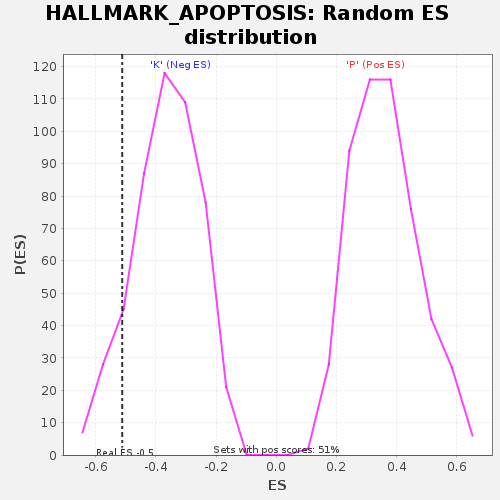 HALLMARK_APOPTOSIS: Random ES
distribution
'K' (Neg ES)
'P' (Pos ES)
120
110
100
90
80
70
60
50
40
30
20
10
0
P(ES)
Real ES -0.5
Sets with pos scores: 51%
-0.6 -0.4 -0.2 0.0 0.2 0.4 0.6
ES